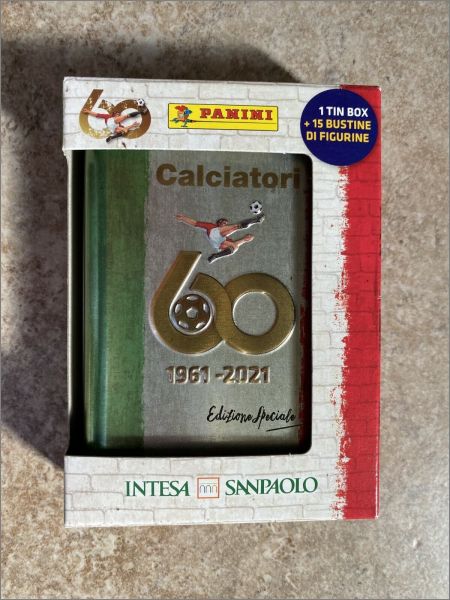 60
PANINI
1 TIN BOX
+ 15 BUSTINE
DI FIGURINE
Calciatori
60
1961-2021
Edizione Speciale
INTESA SANPAOLO